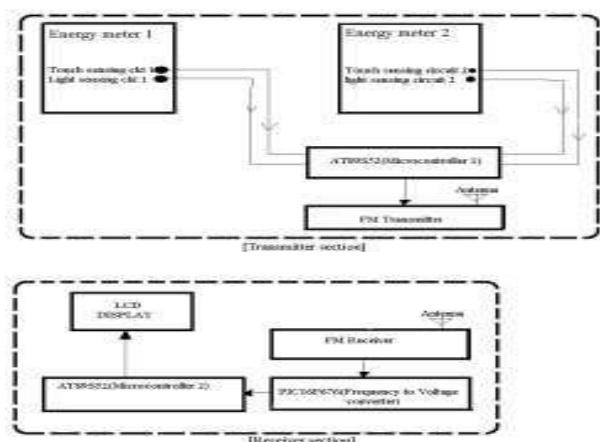 Energy meter 1
Touch sensing ckt 1
Light sensing ckt 1
Energy meter 2
Touch sensing circuit 2
light sensing circuit 2
AT89S52(Microcontroller 1)
Antenna
FM Transmitter
[Transmitter section]
LCD
DISPLAY
Antenna
FM Receiver
AT89S52(Microcontroller 2)
PIC16F676(Frequency to Voltage
converter)
[Receiver section]